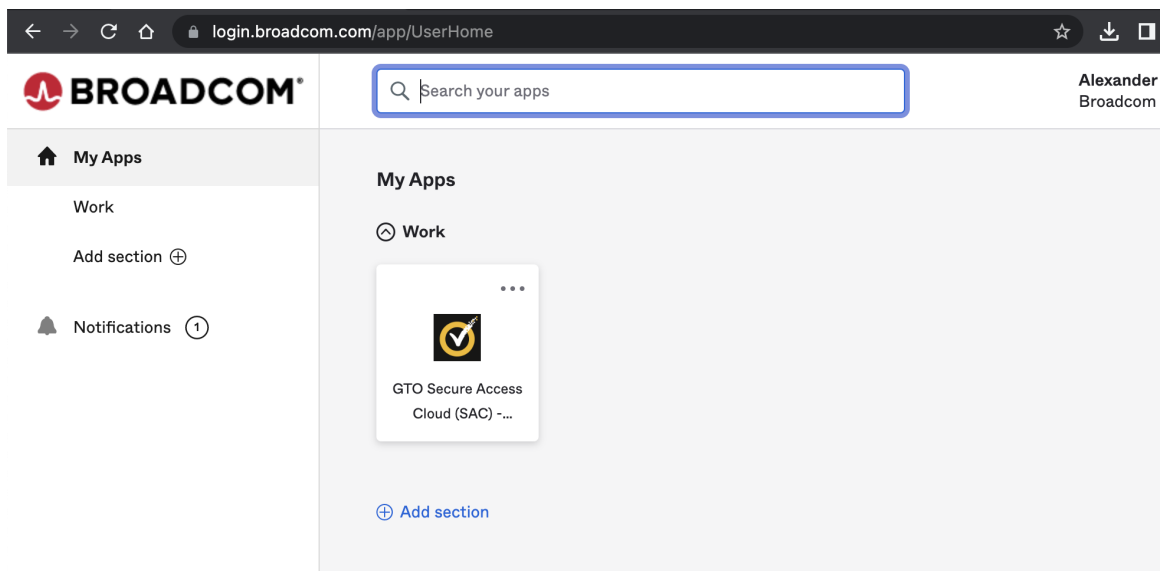 login.broadcom.com/app/UserHome
BROADCOM®
Search your apps
Alexander
Broadcom
My Apps
Work
Add section
Notifications 1
My Apps
Work
GTO Secure Access
Cloud (SAC) -...
Add section